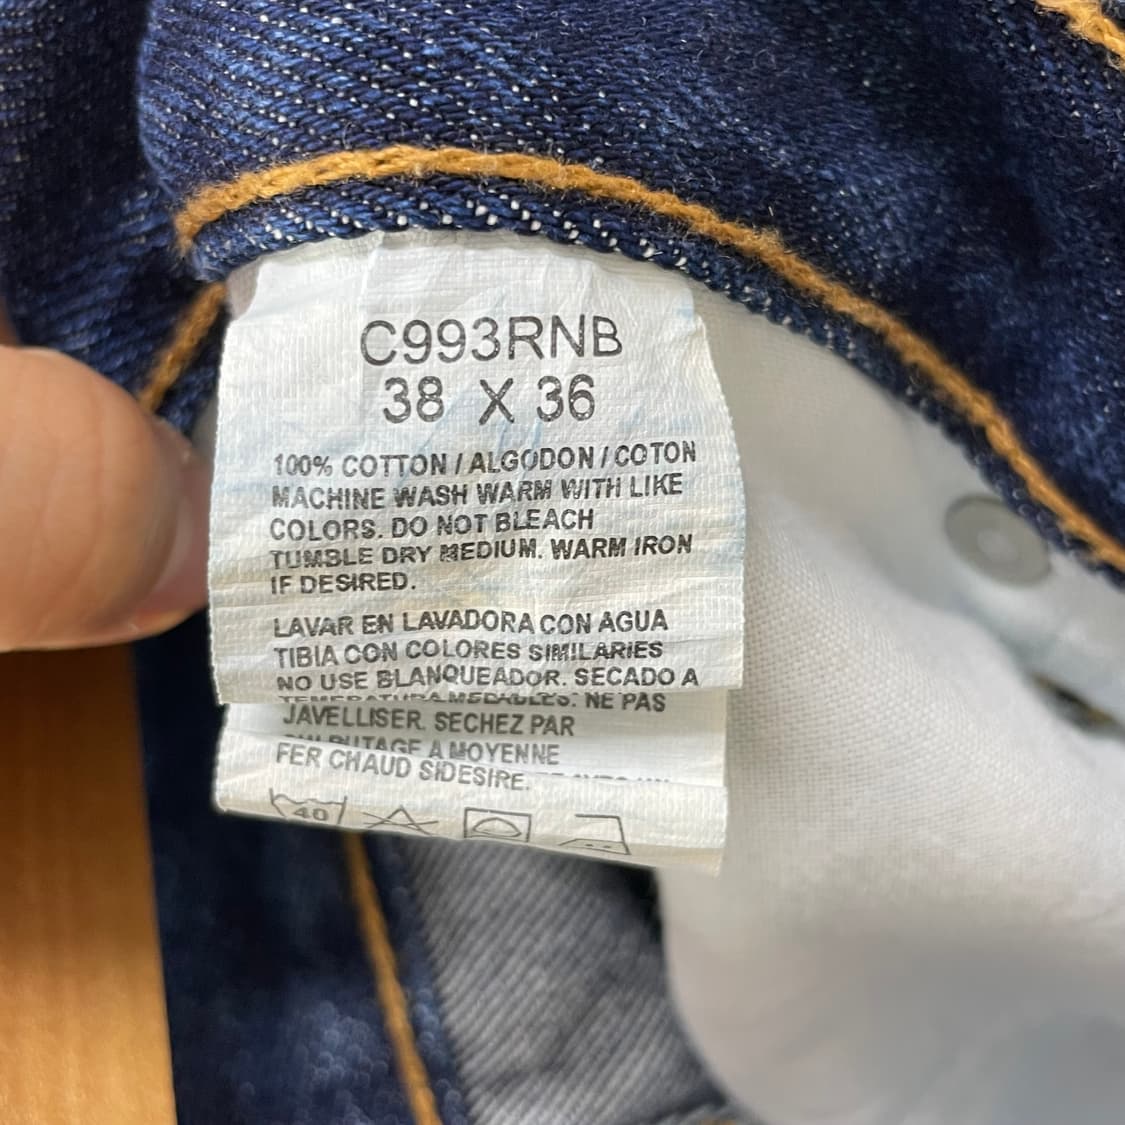 C993RNB
38 X 36
100% COTTON / ALGODON / COTON
MACHINE WASH WARM WITH LIKE
COLORS. DO NOT BLEACH
TUMBLE DRY MEDIUM. WARM IRON
IF DESIRED.
LAVAR EN LAVADORA CON AGUA
TIBIA CON COLORES SIMILARIES
NO USE BLANQUEADOR. SECADO A
NE PAS
JAVELLISER. SECHEZ PAR
A MOYENNE
FER CHAUD SIDESIRE.
40